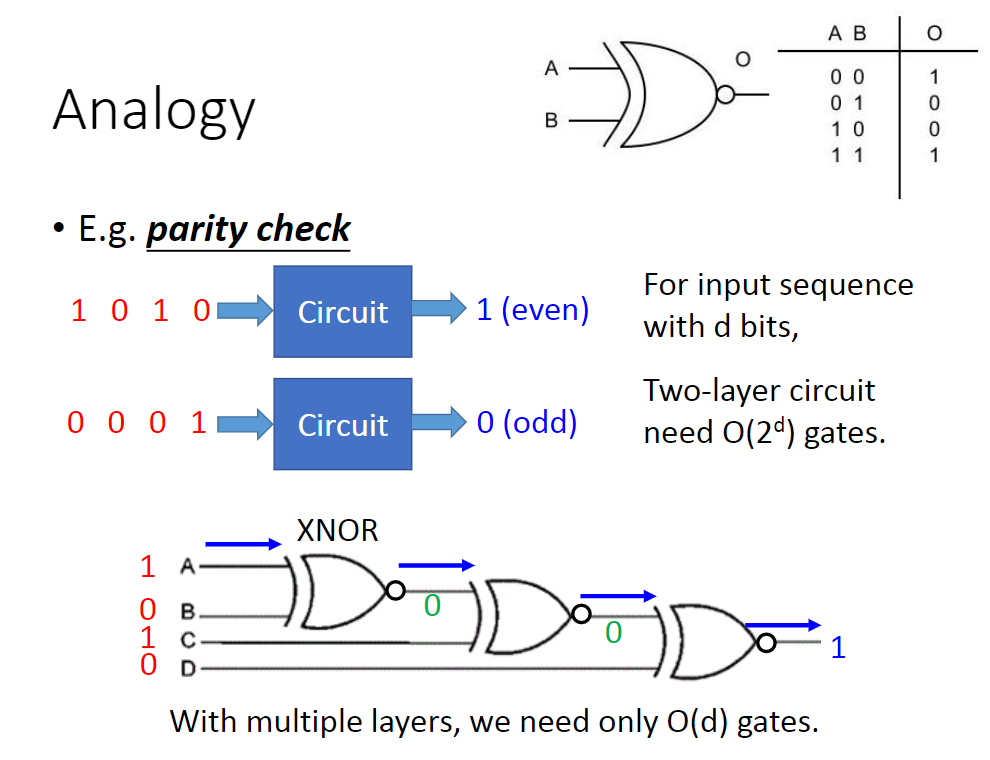 Analogy
A
B
O
A B O
0 0 1
0 1 0
1 0 0
1 1 1
• E.g. parity check
1 0 1 0 Circuit 1 (even)
0 0 0 1 Circuit 0 (odd)
For input sequence
with d bits,
Two-layer circuit
need O(2ᵈ) gates.
XNOR
1 A
0 B
1 C
0 D
0
0
1
With multiple layers, we need only O(d) gates.